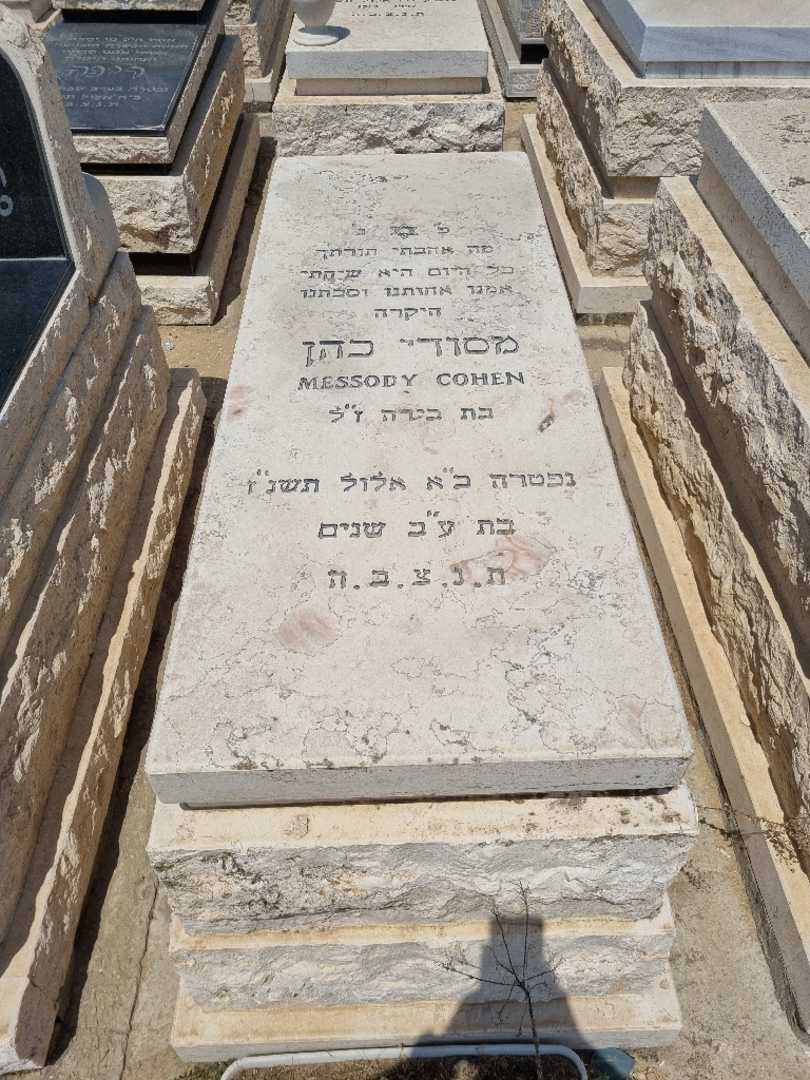 פ נ
מה אהבתי תורתך
כל היום היא שיחתי
אמנו אחותנו וסבתנו
היקרה
מסודי כהן
MESSODY COHEN
בת ביהה ז"ל
נפטרה כ"א אלול תשנ"ז
בת ע"ב שנים
ת.נ.צ.ב.ה
ת.נ.צ.ב.ה